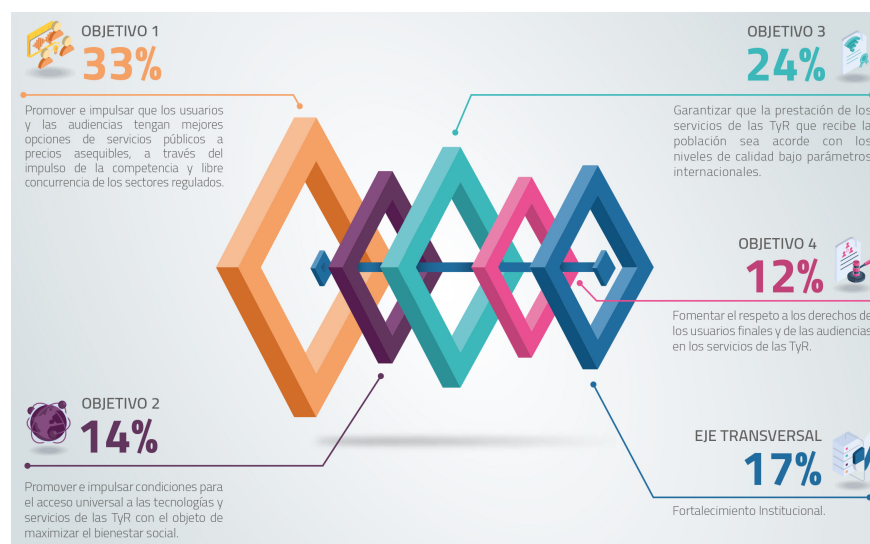 OBJETIVO 1
33%
Promover e impulsar que los usuarios
y las audiencias tengan mejores
opciones de servicios públicos a
precios asequibles, a través del
impulso de la competencia y libre
concurrencia de los sectores regulados.
OBJETIVO 2
14%
Promover e impulsar condiciones para
el acceso universal a las tecnologías y
servicios de las TyR con el objeto de
maximizar el bienestar social.
OBJETIVO 3
24%
Garantizar que la prestación de los
servicios de las TyR que recibe la
población sea acorde con los
niveles de calidad bajo parámetros
internacionales.
OBJETIVO 4
12%
Fomentar el respeto a los derechos de
los usuarios finales y de las audiencias
en los servicios de las TyR.
EJE TRANSVERSAL
17%
Fortalecimiento Institucional.